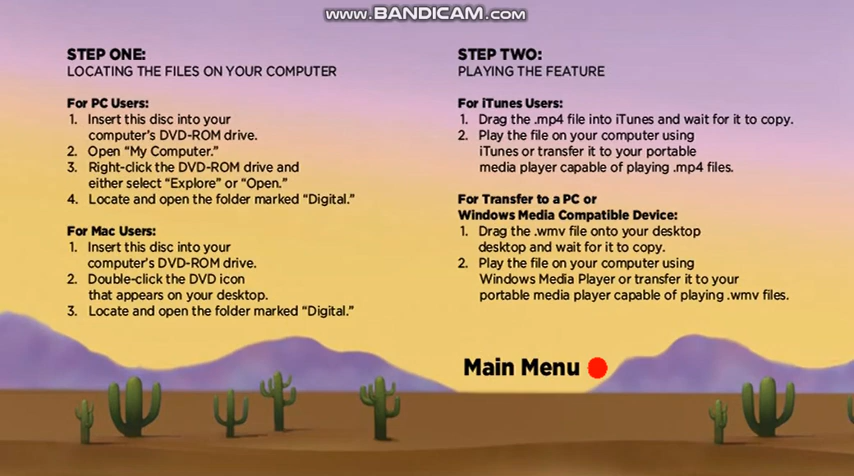 www.BANDICAM.com
STEP ONE:
LOCATING THE FILES ON YOUR COMPUTER
For PC Users:
1. Insert this disc into your
computer's DVD-ROM drive.
2. Open “My Computer.”
3. Right-click the DVD-ROM drive and
either select “Explore” or “Open.”
4. Locate and open the folder marked “Digital.”
For Mac Users:
1. Insert this disc into your
computer's DVD-ROM drive.
2. Double-click the DVD icon
that appears on your desktop.
3. Locate and open the folder marked “Digital.”
STEP TWO:
PLAYING THE FEATURE
For iTunes Users:
1. Drag the .mp4 file into iTunes and wait for it to copy.
2. Play the file on your computer using
iTunes or transfer it to your portable
media player capable of playing .mp4 files.
For Transfer to a PC or
Windows Media Compatible Device:
1. Drag the .wmv file onto your desktop
desktop and wait for it to copy.
2. Play the file on your computer using
Windows Media Player or transfer it to your
portable media player capable of playing .wmv files.
Main Menu